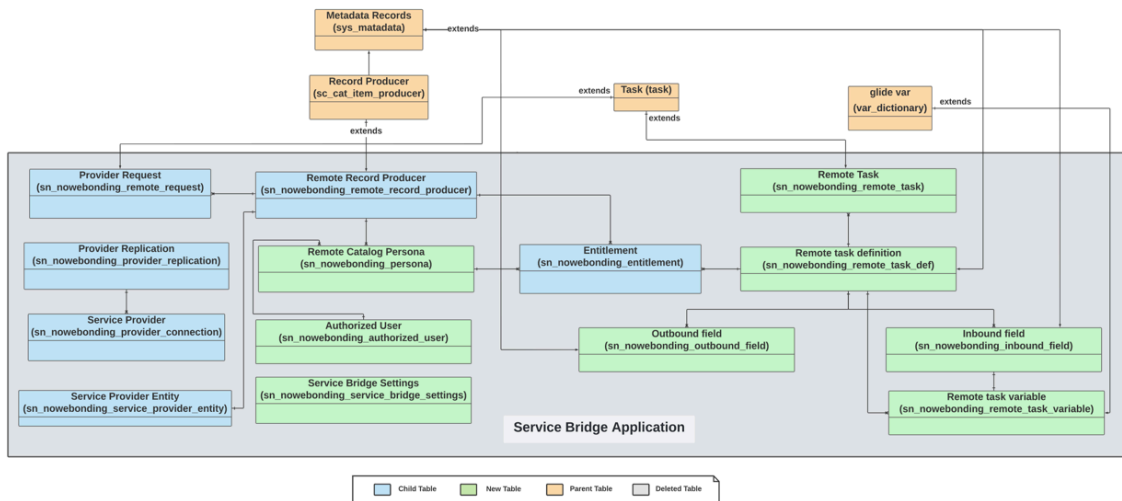 Metadata Records
(sys_matadata)
extends
Record Producer
(sc_cat_item_producer)
extends
extends
Task (task)
extends
glide var
(var_dictionary)
extends
Provider Request
(sn_nowebonding_remote_request)
Remote Record Producer
(sn_nowebonding_remote_record_producer)
Remote Task
(sn_nowebonding_remote_task)
Provider Replication
(sn_nowebonding_provider_replication)
Remote Catalog Persona
(sn_nowebonding_persona)
Entitlement
(sn_nowebonding_entitlement)
Remote task definition
(sn_nowebonding_remote_task_def)
Service Provider
(sn_nowebonding_provider_connection)
Authorized User
(sn_nowebonding_authorized_user)
Outbound field
(sn_nowebonding_outbound_field)
Inbound field
(sn_nowebonding_inbound_field)
Service Provider Entity
(sn_nowebonding_service_provider_entity)
Service Bridge Settings
(sn_nowebonding_service_bridge_settings)
Remote task variable
(sn_nowebonding_remote_task_variable)
Service Bridge Application
Child Table
New Table
Parent Table
Deleted Table